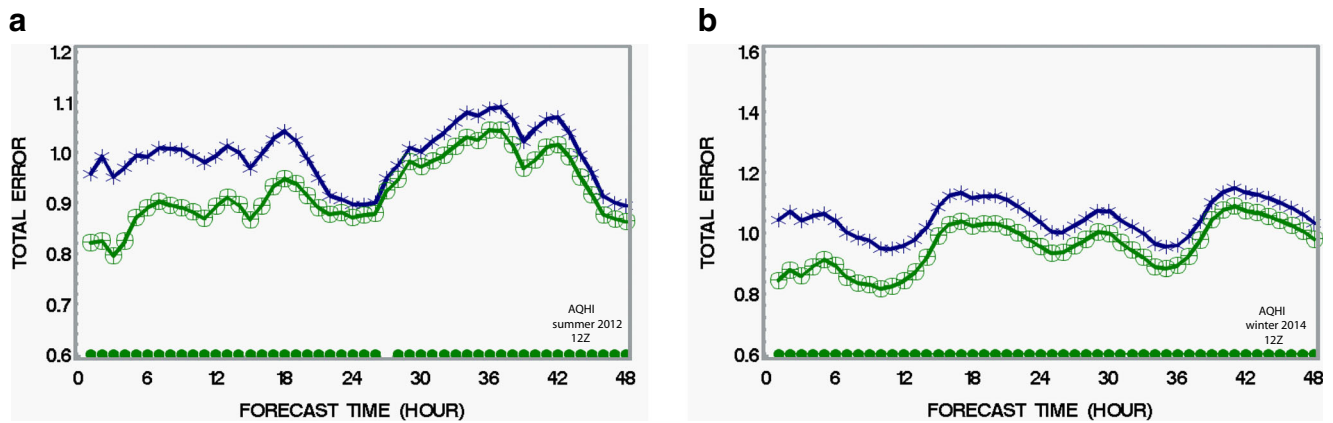 a
TOTAL ERROR
1.2
1.1
1.0
0.9
0.8
0.7
0.6
0 6 12 18 24 30 36 42 48
FORECAST TIME (HOUR)
AQHI
summer 2012
12Z
b
TOTAL ERROR
1.6
1.4
1.2
1.0
0.8
0.6
0 6 12 18 24 30 36 42 48
FORECAST TIME (HOUR)
AQHI
winter 2014
12Z